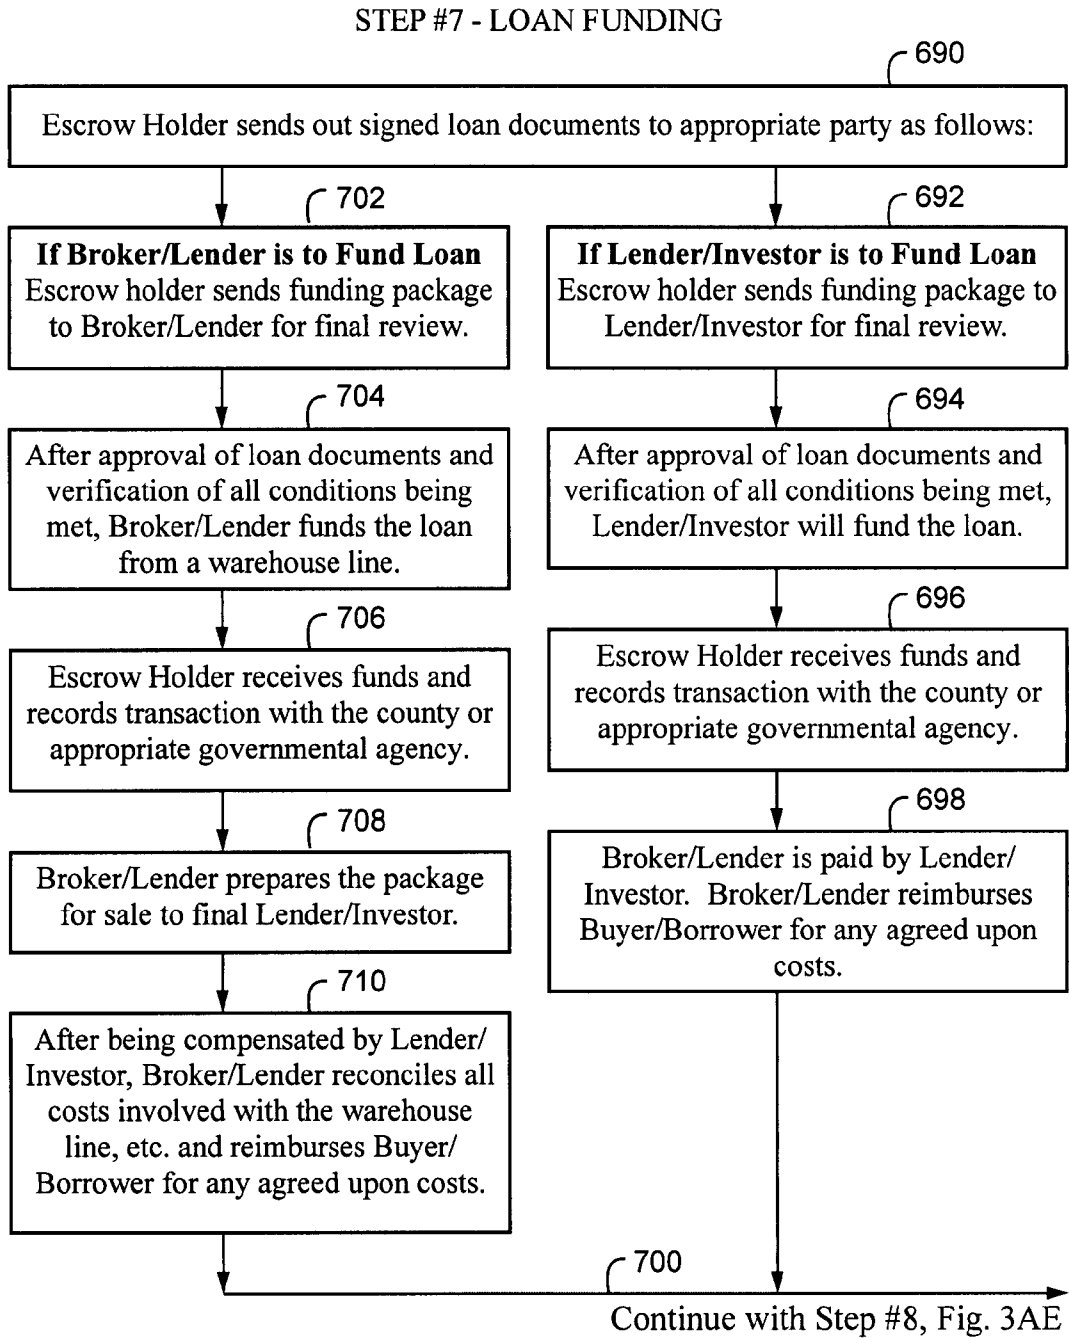 STEP #7 - LOAN FUNDING
690
Escrow Holder sends out signed loan documents to appropriate party as follows:
702
If Broker/Lender is to Fund Loan
Escrow holder sends funding package
to Broker/Lender for final review.
704
After approval of loan documents and
verification of all conditions being
met, Broker/Lender funds the loan
from a warehouse line.
706
Escrow Holder receives funds and
records transaction with the county or
appropriate governmental agency.
708
Broker/Lender prepares the package
for sale to final Lender/Investor.
710
After being compensated by Lender/
Investor, Broker/Lender reconciles all
costs involved with the warehouse
line, etc. and reimburses Buyer/
Borrower for any agreed upon costs.
692
If Lender/Investor is to Fund Loan
Escrow holder sends funding package to
Lender/Investor for final review.
694
After approval of loan documents and
verification of all conditions being met,
Lender/Investor will fund the loan.
696
Escrow Holder receives funds and
records transaction with the county or
appropriate governmental agency.
698
Broker/Lender is paid by Lender/
Investor.  Broker/Lender reimburses
Buyer/Borrower for any agreed upon
costs.
700
Continue with Step #8, Fig. 3AE